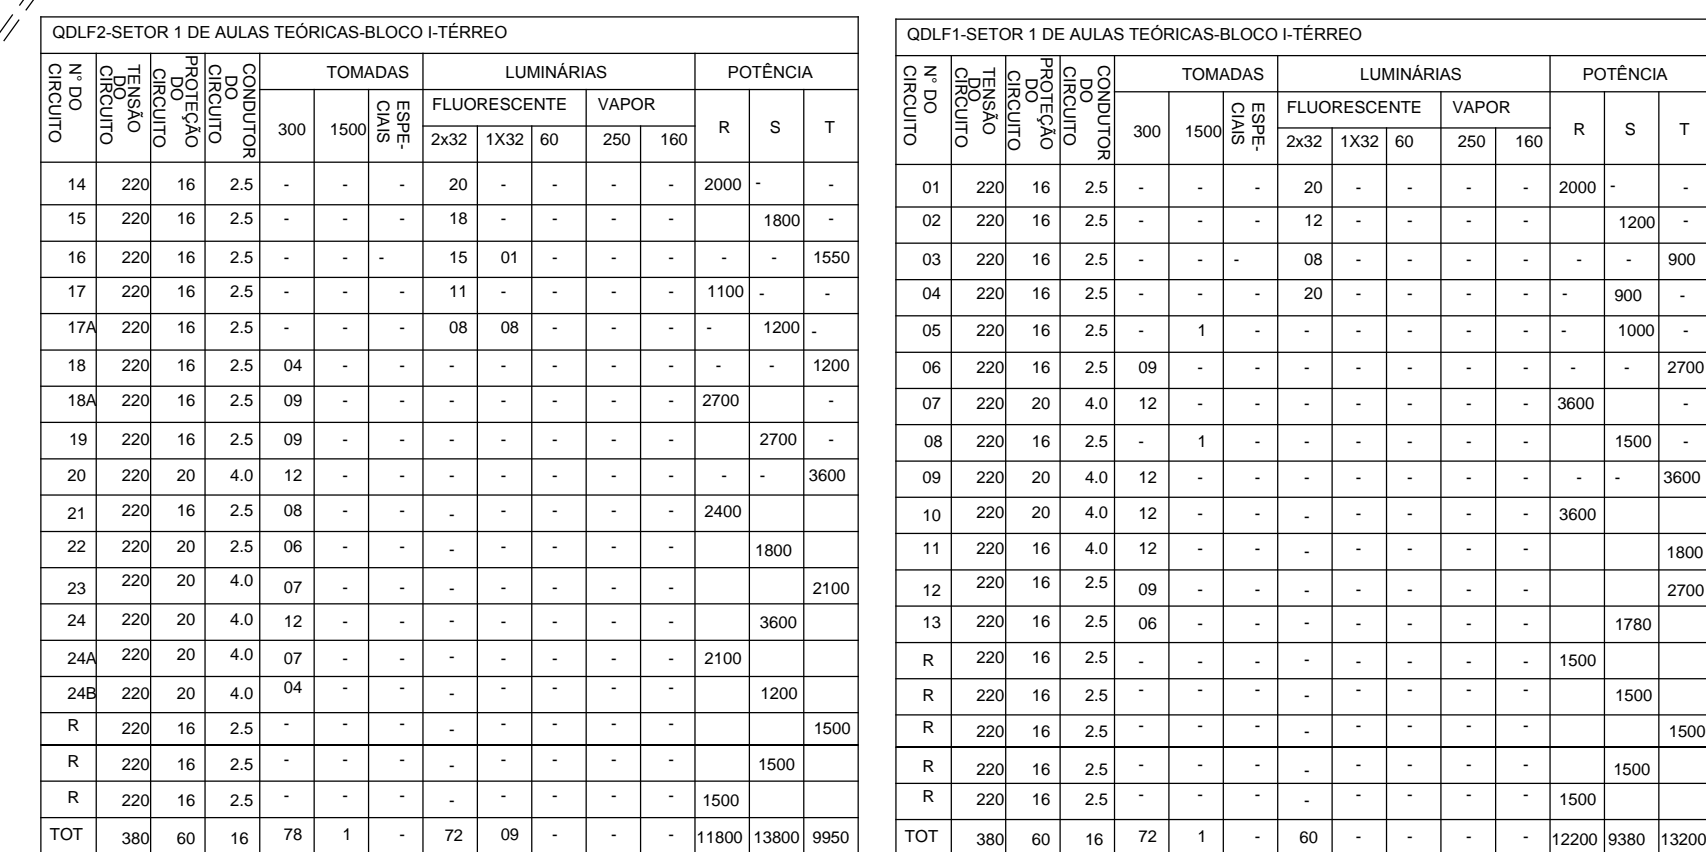 QDLF2-SETOR 1 DE AULAS TEÓRICAS-BLOCO I-TÉRREO
N° DO CIRCUITO TENSÃO DO CIRCUITO PROTEÇÃO DO CIRCUITO CONDUTOR DO CIRCUITO TOMADAS LUMINÁRIAS POTÊNCIA
300 1500 ESPE-CIAIS FLUORESCENTE VAPOR R S T
2x32 1X32 60 250 160
14 220 16 2.5 - - - 20 - - - - 2000 - -
15 220 16 2.5 - - - 18 - - - - 1800 -
16 220 16 2.5 - - - 15 01 - - - - - 1550
17 220 16 2.5 - - - 11 - - - - 1100 - -
17A 220 16 2.5 - - - 08 08 - - - - 1200 -
18 220 16 2.5 04 - - - - - - - - - 1200
18A 220 16 2.5 09 - - - - - - - 2700 -
19 220 16 2.5 09 - - - - - - - 2700 -
20 220 20 4.0 12 - - - - - - - - - 3600
21 220 16 2.5 08 - - - - - - - 2400
22 220 20 2.5 06 - - - - - - - 1800
23 220 20 4.0 07 - - - - - - - 2100
24 220 20 4.0 12 - - - - - - - 3600
24A 220 20 4.0 07 - - - - - - - 2100
24B 220 20 4.0 04 - - - - - - - 1200
R 220 16 2.5 - - - - - - - - 1500
R 220 16 2.5 - - - - - - - - 1500
R 220 16 2.5 - - - - - - - - 1500
TOT 380 60 16 78 1 - 72 09 - - - 11800 13800 9950
QDLF1-SETOR 1 DE AULAS TEÓRICAS-BLOCO I-TÉRREO
N° DO CIRCUITO TENSÃO DO CIRCUITO PROTEÇÃO DO CIRCUITO CONDUTOR DO CIRCUITO TOMADAS LUMINÁRIAS POTÊNCIA
300 1500 ESPE-CIAIS FLUORESCENTE VAPOR R S T
2x32 1X32 60 250 160
01 220 16 2.5 - - - 20 - - - - 2000 - -
02 220 16 2.5 - - - 12 - - - - 1200 -
03 220 16 2.5 - - - 08 - - - - - - 900
04 220 16 2.5 - - - 20 - - - - - 900 -
05 220 16 2.5 - 1 - - - - - - - 1000 -
06 220 16 2.5 09 - - - - - - - - - 2700
07 220 20 4.0 12 - - - - - - - 3600 -
08 220 16 2.5 - 1 - - - - - - 1500 -
09 220 20 4.0 12 - - - - - - - - - 3600
10 220 20 4.0 12 - - - - - - - 3600
11 220 16 4.0 12 - - - - - - - 1800
12 220 16 2.5 09 - - - - - - - 2700
13 220 16 2.5 06 - - - - - - - 1780
R 220 16 2.5 - - - - - - - - 1500
R 220 16 2.5 - - - - - - - - 1500
R 220 16 2.5 - - - - - - - - 1500
R 220 16 2.5 - - - - - - - - 1500
R 220 16 2.5 - - - - - - - - 1500
TOT 380 60 16 72 1 - 60 - - - - 12200 9380 13200